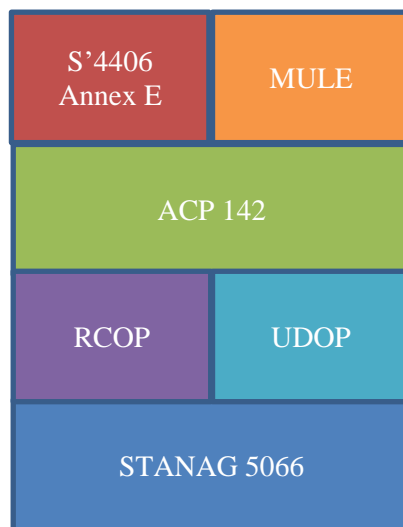 S’4406
Annex E
MULE
ACP 142
RCOP
UDOP
STANAG 5066